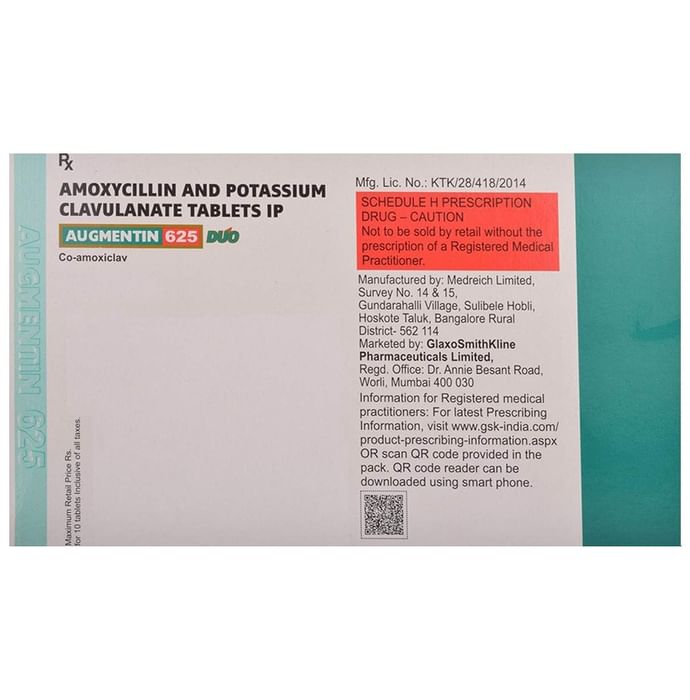 Rx
AMOXYCILLIN AND POTASSIUM
CLAVULANATE TABLETS IP
AUGMENTIN 625 DUO
Co-amoxiclav
AUGMENTIN 625
Maximum Retail Price Rs.
for 10 tablets Inclusive of all taxes.
Mfg. Lic. No.: KTK/28/418/2014
SCHEDULE H PRESCRIPTION
DRUG – CAUTION
Not to be sold by retail without the
prescription of a Registered Medical
Practitioner.
Manufactured by: Medreich Limited,
Survey No. 14 & 15,
Gundarahalli Village, Sulibele Hobli,
Hoskote Taluk, Bangalore Rural
District- 562 114
Marketed by: GlaxoSmithKline
Pharmaceuticals Limited,
Regd. Office: Dr. Annie Besant Road,
Worli, Mumbai 400 030
Information for Registered medical
practitioners: For latest Prescribing
Information, visit www.gsk-india.com/
product-prescribing-information.aspx
OR scan QR code provided in the
pack. QR code reader can be
downloaded using smart phone.